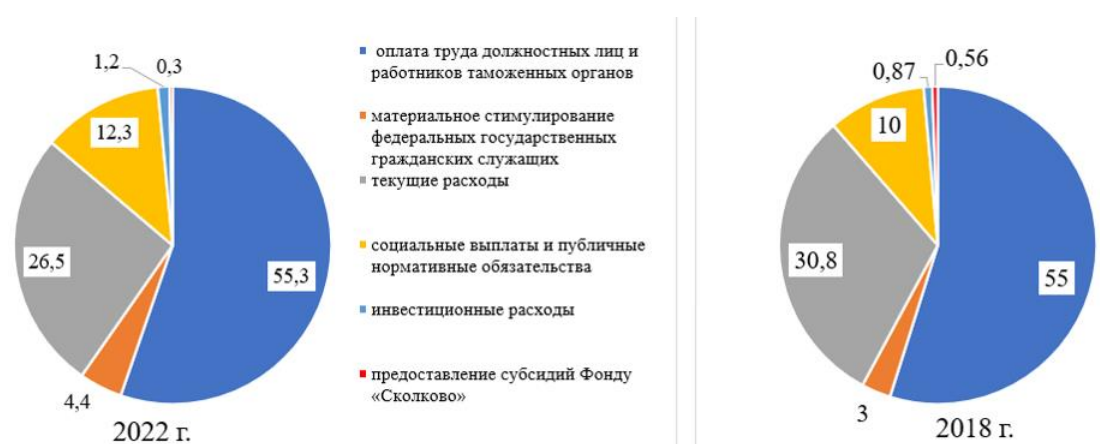 1,2
0,3
12,3
26,5
55,3
4,4
2022 г.
оплата труда должностных лиц и
работников таможенных органов
материальное стимулирование
федеральных государственных
гражданских служащих
текущие расходы
социальные выплаты и публичные
нормативные обязательства
инвестиционные расходы
предоставление субсидий Фонду
«Сколково»
0,87
0,56
10
30,8
55
3
2018 г.